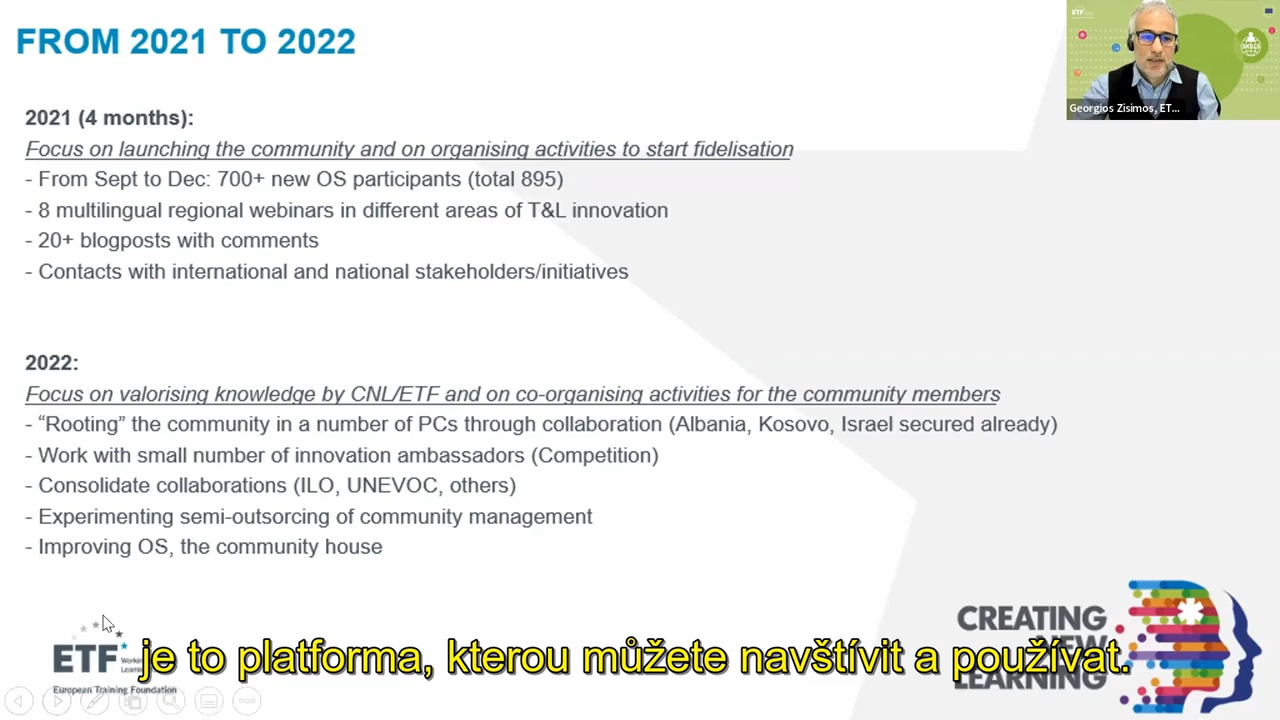 FROM 2021 TO 2022
ETF
SKILLS
Georgios Zisimos, ET...
2021 (4 months):
Focus on launching the community and on organising activities to start fidelisation
- From Sept to Dec: 700+ new OS participants (total 895)
- 8 multilingual regional webinars in different areas of T&L innovation
- 20+ blogposts with comments
- Contacts with international and national stakeholders/initiatives
2022:
Focus on valorising knowledge by CNL/ETF and on co-organising activities for the community members
- “Rooting” the community in a number of PCs through collaboration (Albania, Kosovo, Israel secured already)
- Work with small number of innovation ambassadors (Competition)
- Consolidate collaborations (ILO, UNEVOC, others)
- Experimenting semi-outsorcing of community management
- Improving OS, the community house
CREATING
NEW
LEARNING
ETF
European Training Foundation
je to platforma, kterou můžete navštívit a používat.